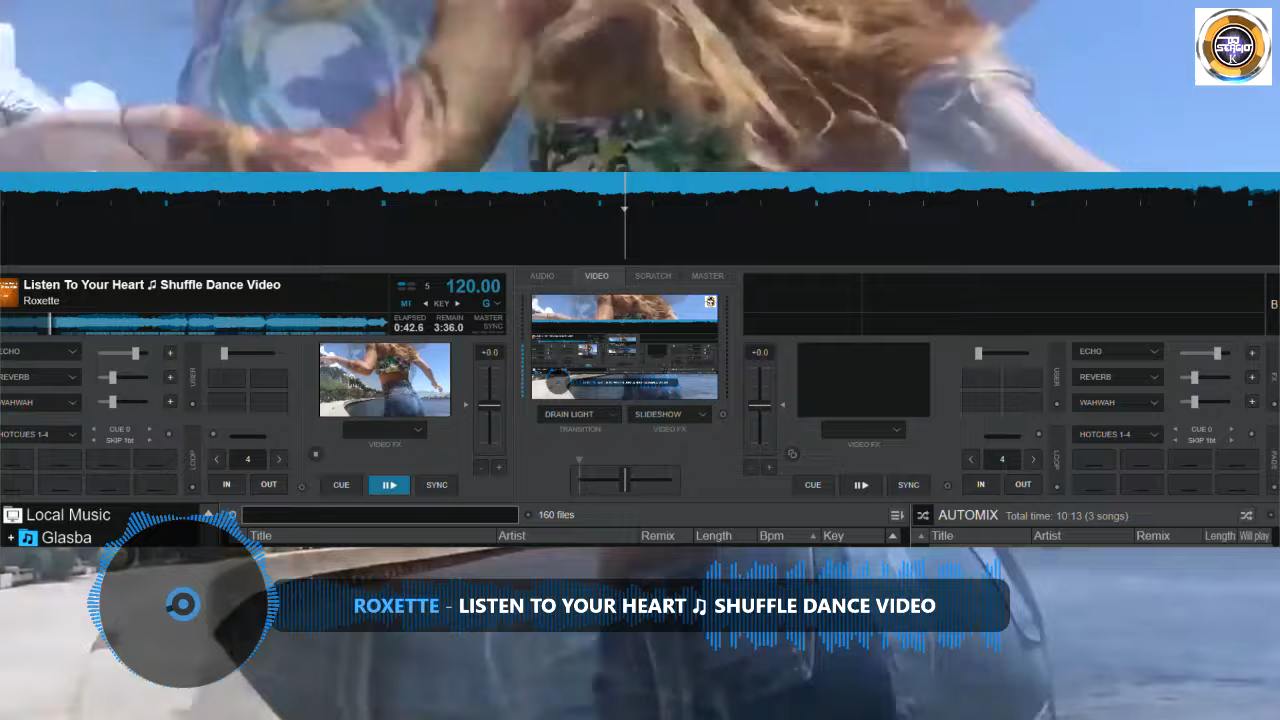 DJ
SERGIO
K
Listen To Your Heart ♫ Shuffle Dance Video
Roxette
5
120.00
MT
KEY
G
ELAPSED
REMAIN
MASTER
SYNC
0:42.6
3:36.0
AUDIO
VIDEO
SCRATCH
MASTER
B
ECHO
REVERB
WAHWAH
USER
+0.0
+0.0
USER
ECHO
REVERB
WAHWAH
FX
HOTCUES 1-4
CUE 0
SKIP 1bt
LOOP
4
VIDEO FX
DRAIN LIGHT
SLIDESHOW
TRANSITION
VIDEO FX
VIDEO FX
4
LOOP
HOTCUES 1-4
CUE 0
SKIP 1bt
PADS
IN
OUT
CUE
SYNC
CUE
SYNC
IN
OUT
Local Music
160 files
AUTOMIX
Total time: 10:13 (3 songs)
+ Glasba
Title
Artist
Remix
Length
Bpm
Key
Title
Artist
Remix
Length
Will play
ROXETTE - LISTEN TO YOUR HEART ♫ SHUFFLE DANCE VIDEO